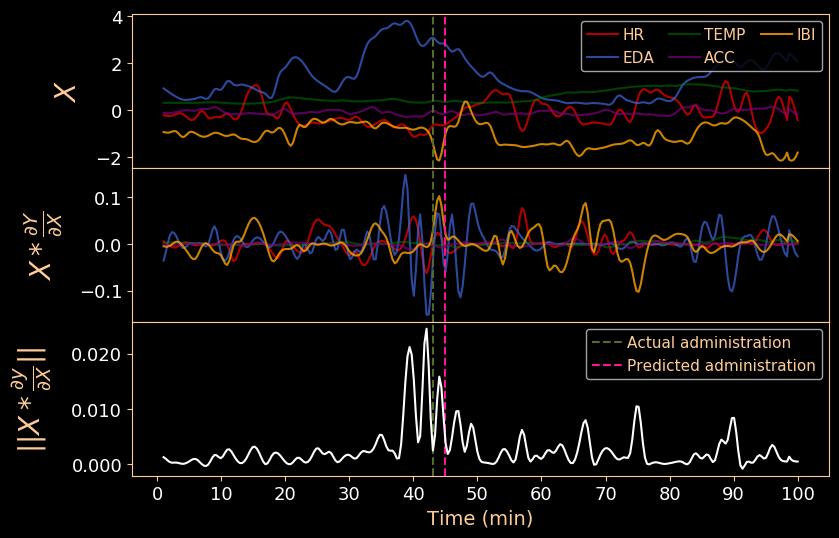 HR TEMP IBI
EDA ACC
X
4
2
0
−2
X * ∂Y/∂X
0.1
0.0
−0.1
||X * ∂y/∂X||
0.020
0.010
0.000
Actual administration
Predicted administration
0 10 20 30 40 50 60 70 80 90 100
Time (min)